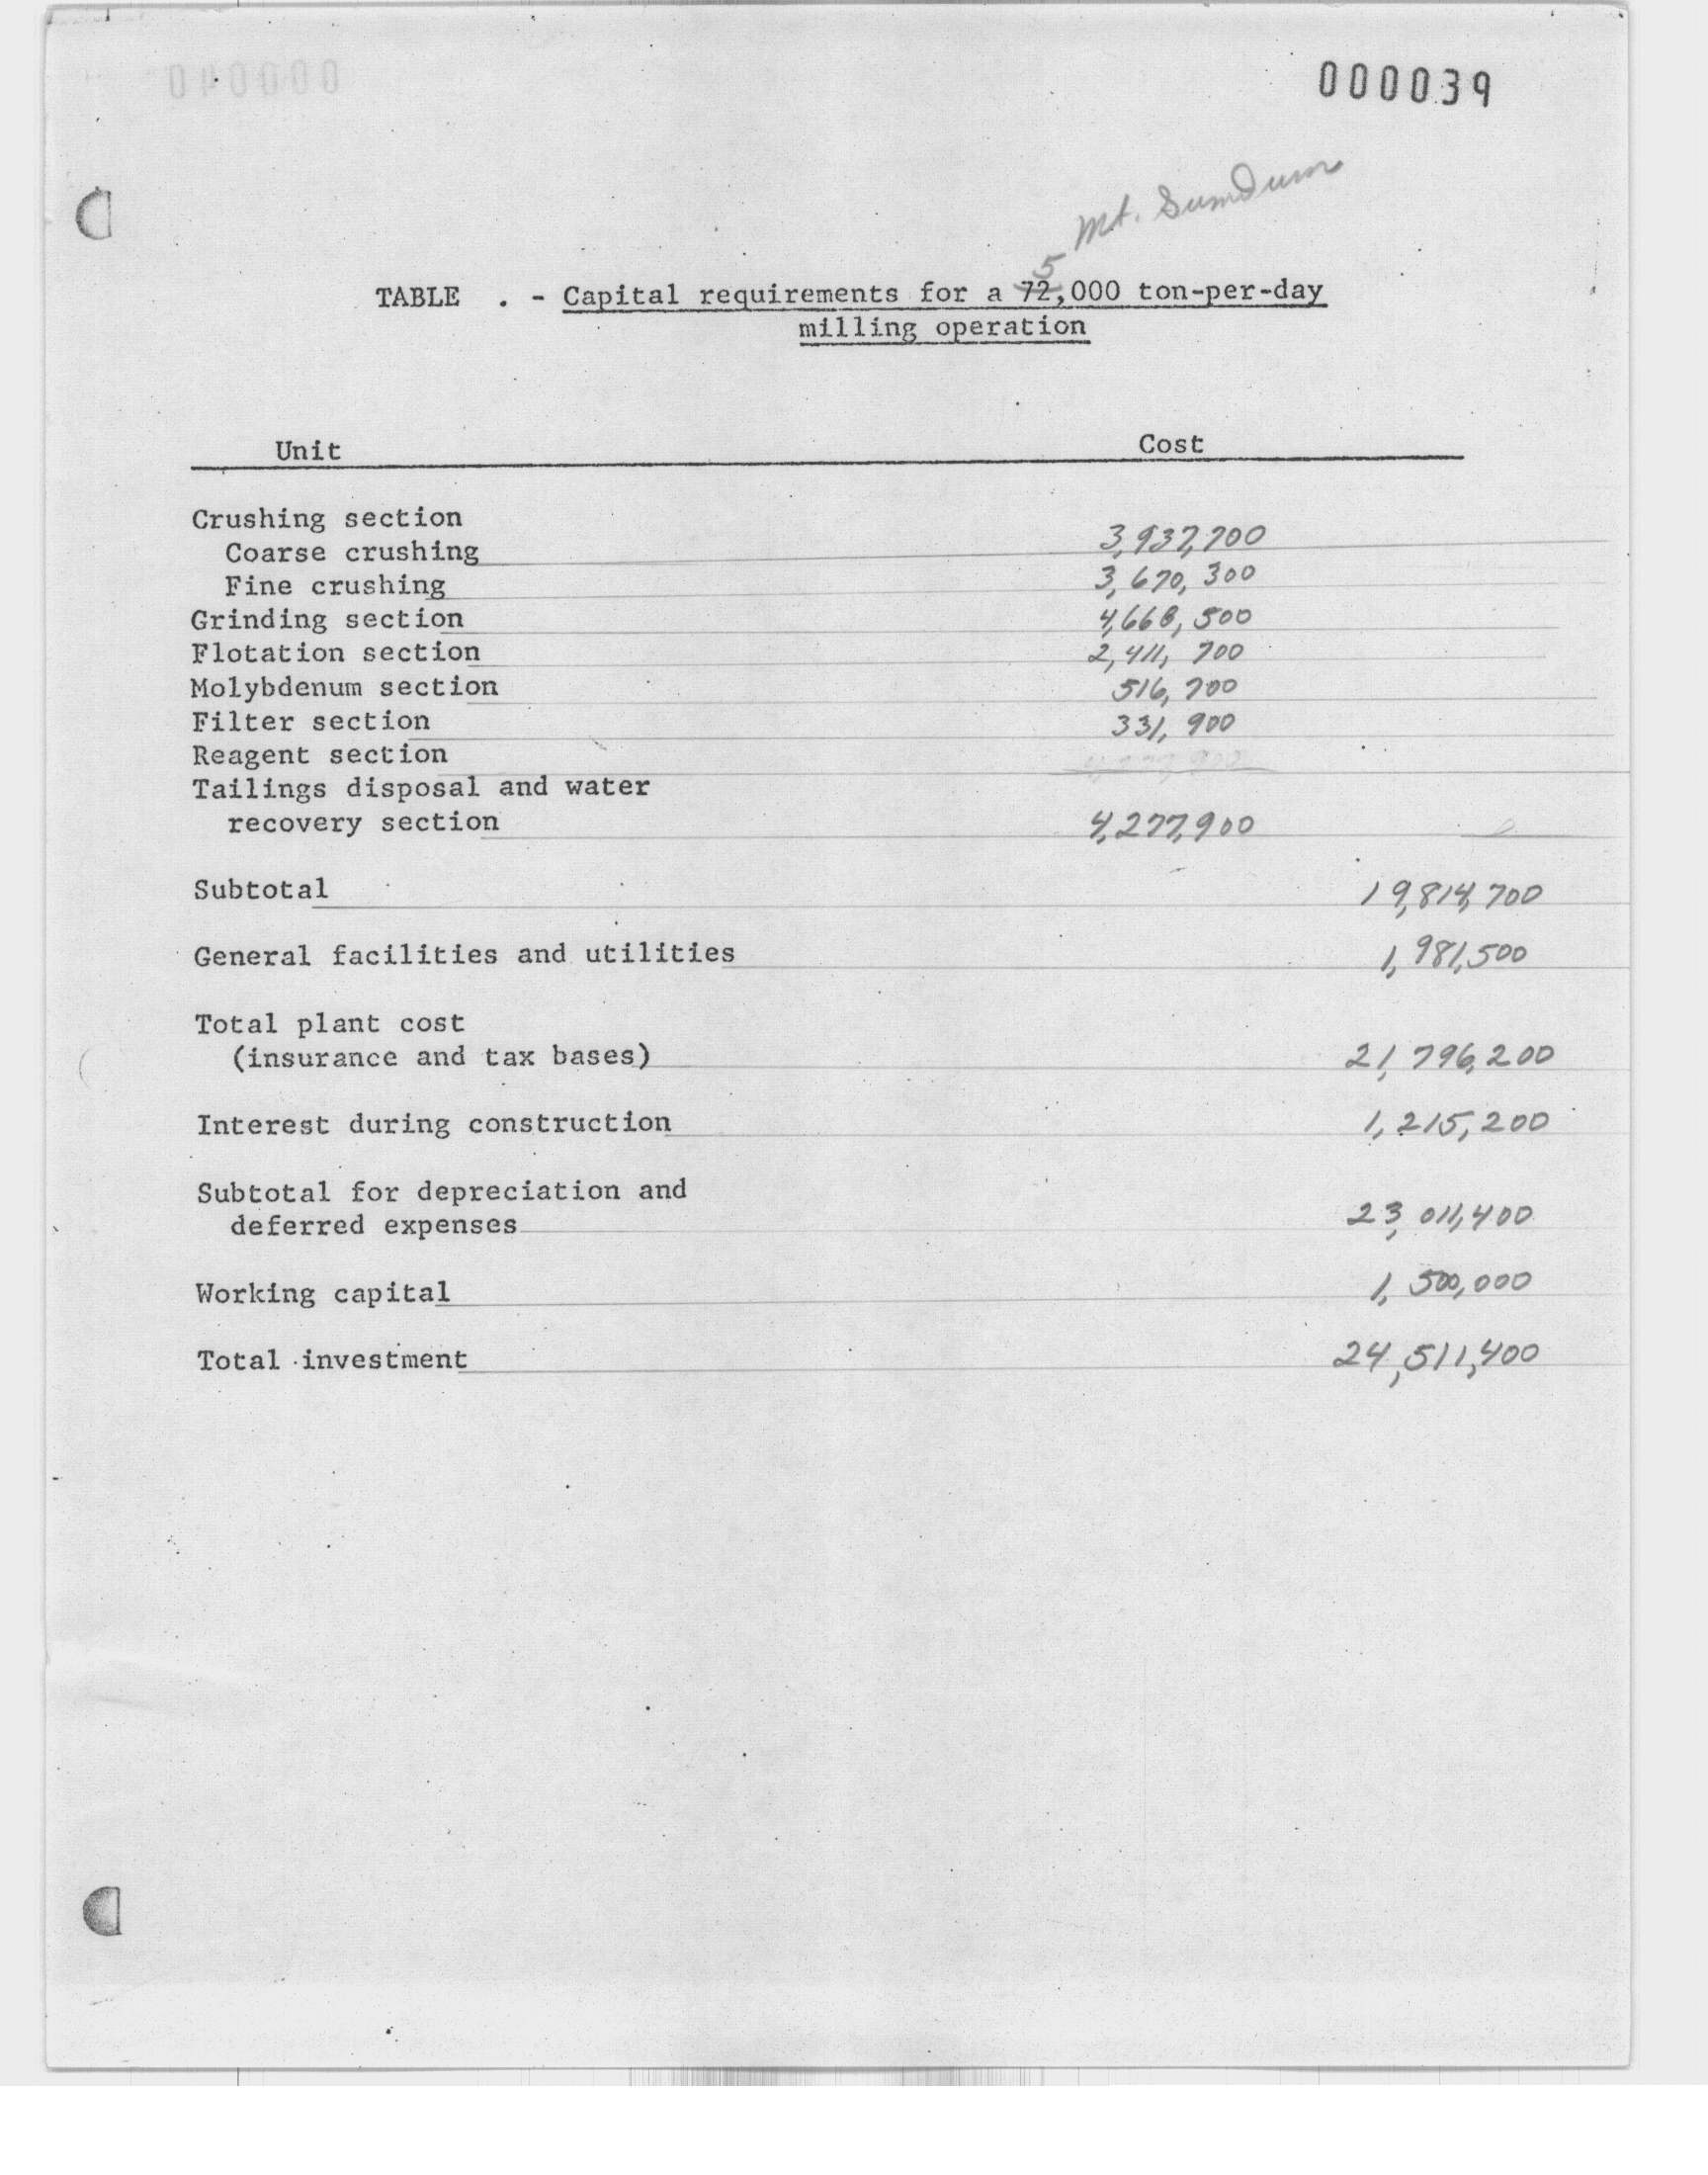 000039
Mt. Sumdum
5
TABLE . - Capital requirements for a 72,000 ton-per-day
milling operation
Unit Cost
Crushing section
Coarse crushing 3,937,700
Fine crushing 3,670,300
Grinding section 4,668,500
Flotation section 2,411,700
Molybdenum section 516,700
Filter section 331,900
Reagent section
Tailings disposal and water
recovery section 4,277,900
Subtotal 19,814,700
General facilities and utilities 1,981,500
Total plant cost
(insurance and tax bases) 21,796,200
Interest during construction 1,215,200
Subtotal for depreciation and
deferred expenses 23,011,400
Working capital 1,500,000
Total investment 24,511,400